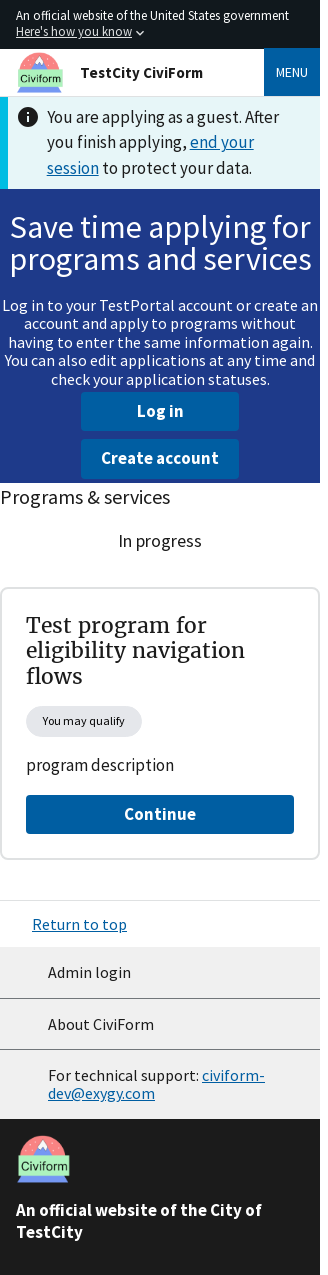 An official website of the United States government
Here's how you know
Civiform
TestCity CiviForm
MENU
You are applying as a guest. After
you finish applying, end your
session to protect your data.
Save time applying for
programs and services
Log in to your TestPortal account or create an
account and apply to programs without
having to enter the same information again.
You can also edit applications at any time and
check your application statuses.
Log in
Create account
Programs & services
In progress
Test program for
eligibility navigation
flows
You may qualify
program description
Continue
Return to top
Admin login
About CiviForm
For technical support: civiform-
dev@exygy.com
Civiform
An official website of the City of
TestCity